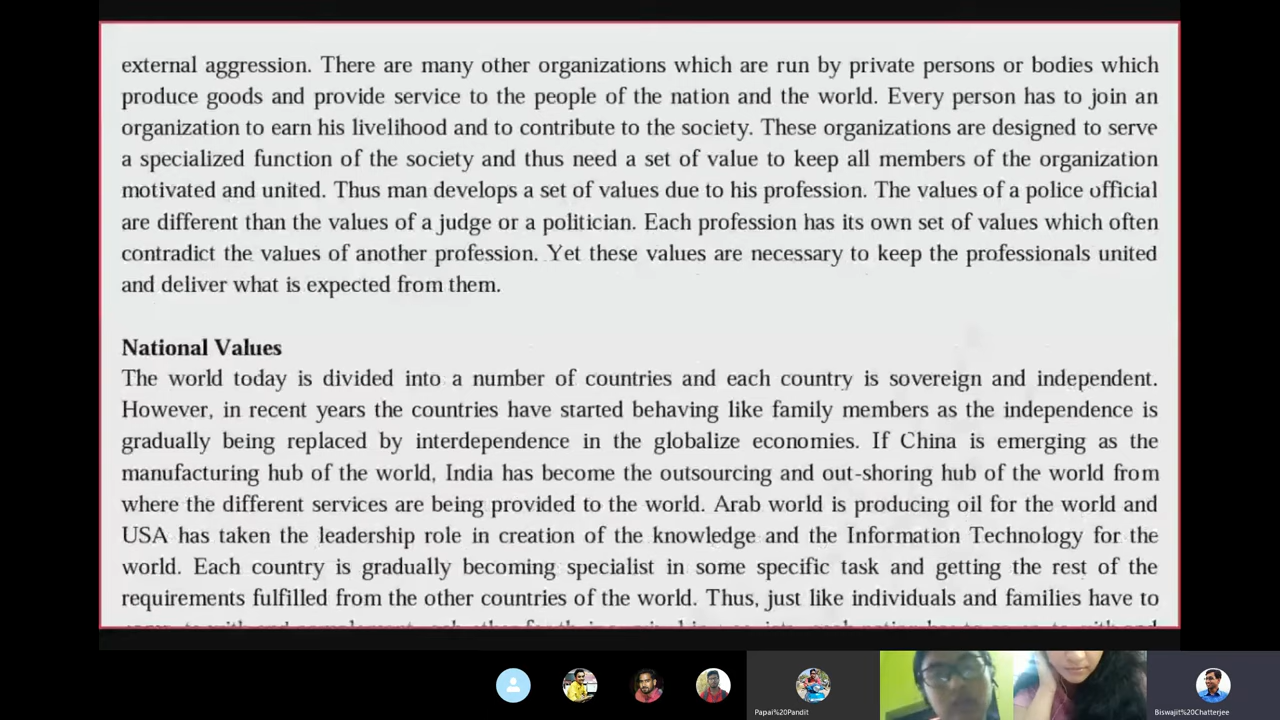 external aggression. There are many other organizations which are run by private persons or bodies which
produce goods and provide service to the people of the nation and the world. Every person has to join an
organization to earn his livelihood and to contribute to the society. These organizations are designed to serve
a specialized function of the society and thus need a set of value to keep all members of the organization
motivated and united. Thus man develops a set of values due to his profession. The values of a police official
are different than the values of a judge or a politician. Each profession has its own set of values which often
contradict the values of another profession. Yet these values are necessary to keep the professionals united
and deliver what is expected from them.
National Values
The world today is divided into a number of countries and each country is sovereign and independent.
However, in recent years the countries have started behaving like family members as the independence is
gradually being replaced by interdependence in the globalize economies. If China is emerging as the
manufacturing hub of the world, India has become the outsourcing and out-shoring hub of the world from
where the different services are being provided to the world. Arab world is producing oil for the world and
USA has taken the leadership role in creation of the knowledge and the Information Technology for the
world. Each country is gradually becoming specialist in some specific task and getting the rest of the
requirements fulfilled from the other countries of the world. Thus, just like individuals and families have to
Papai%20Pandit
Biswajit%20Chatterjee